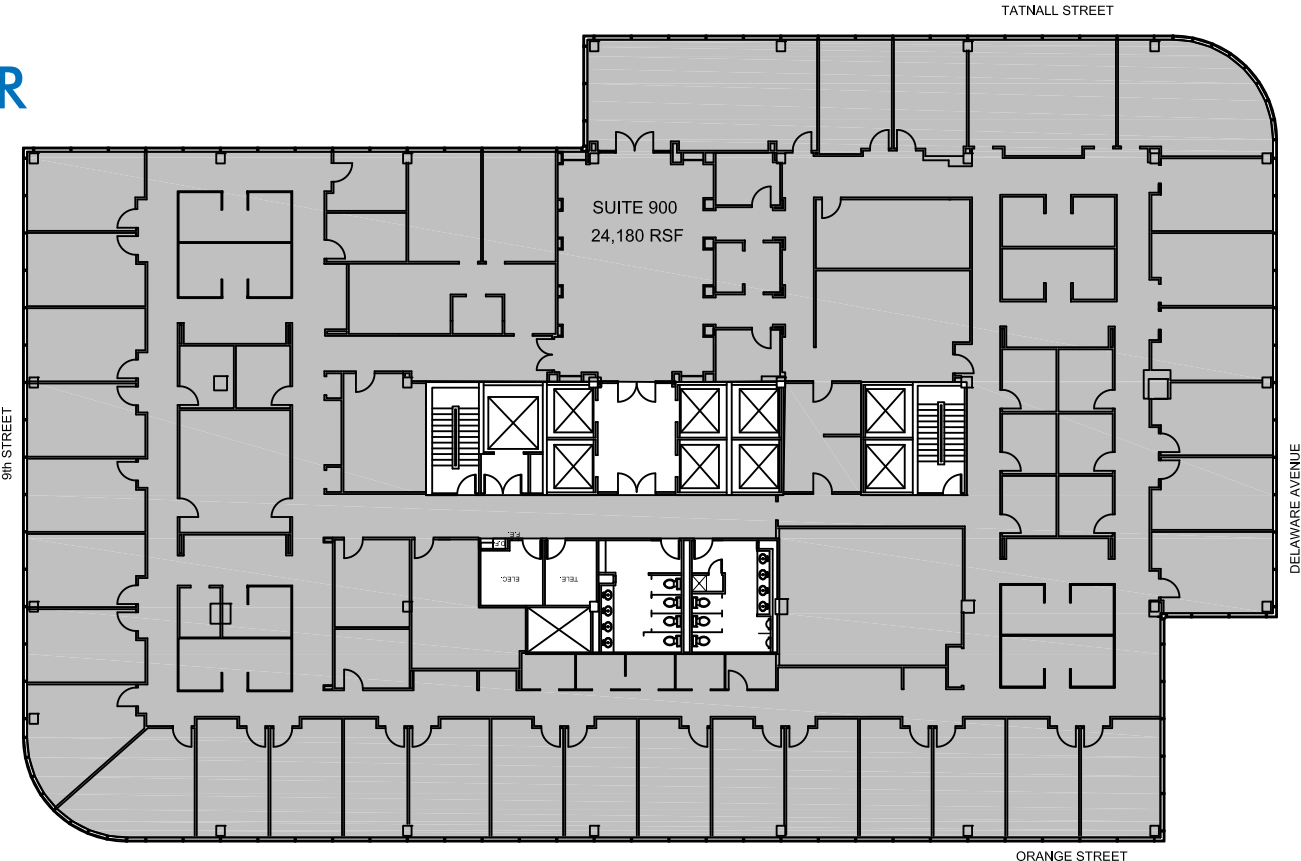 TATNALL STREET
R
SUITE 900
24,180 RSF
9th STREET
DELAWARE AVENUE
F.E.
ELEC.
TELE.
ORANGE STREET